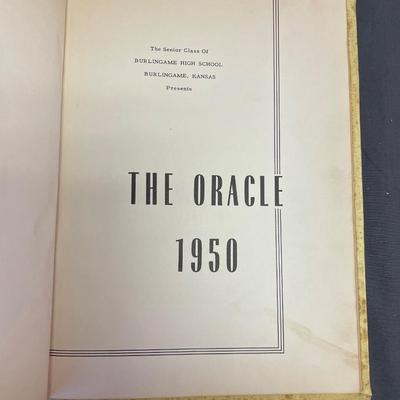 The Senior Class Of
BURLINGAME HIGH SCHOOL
BURLINGAME, KANSAS
Presents
THE ORACLE
1950